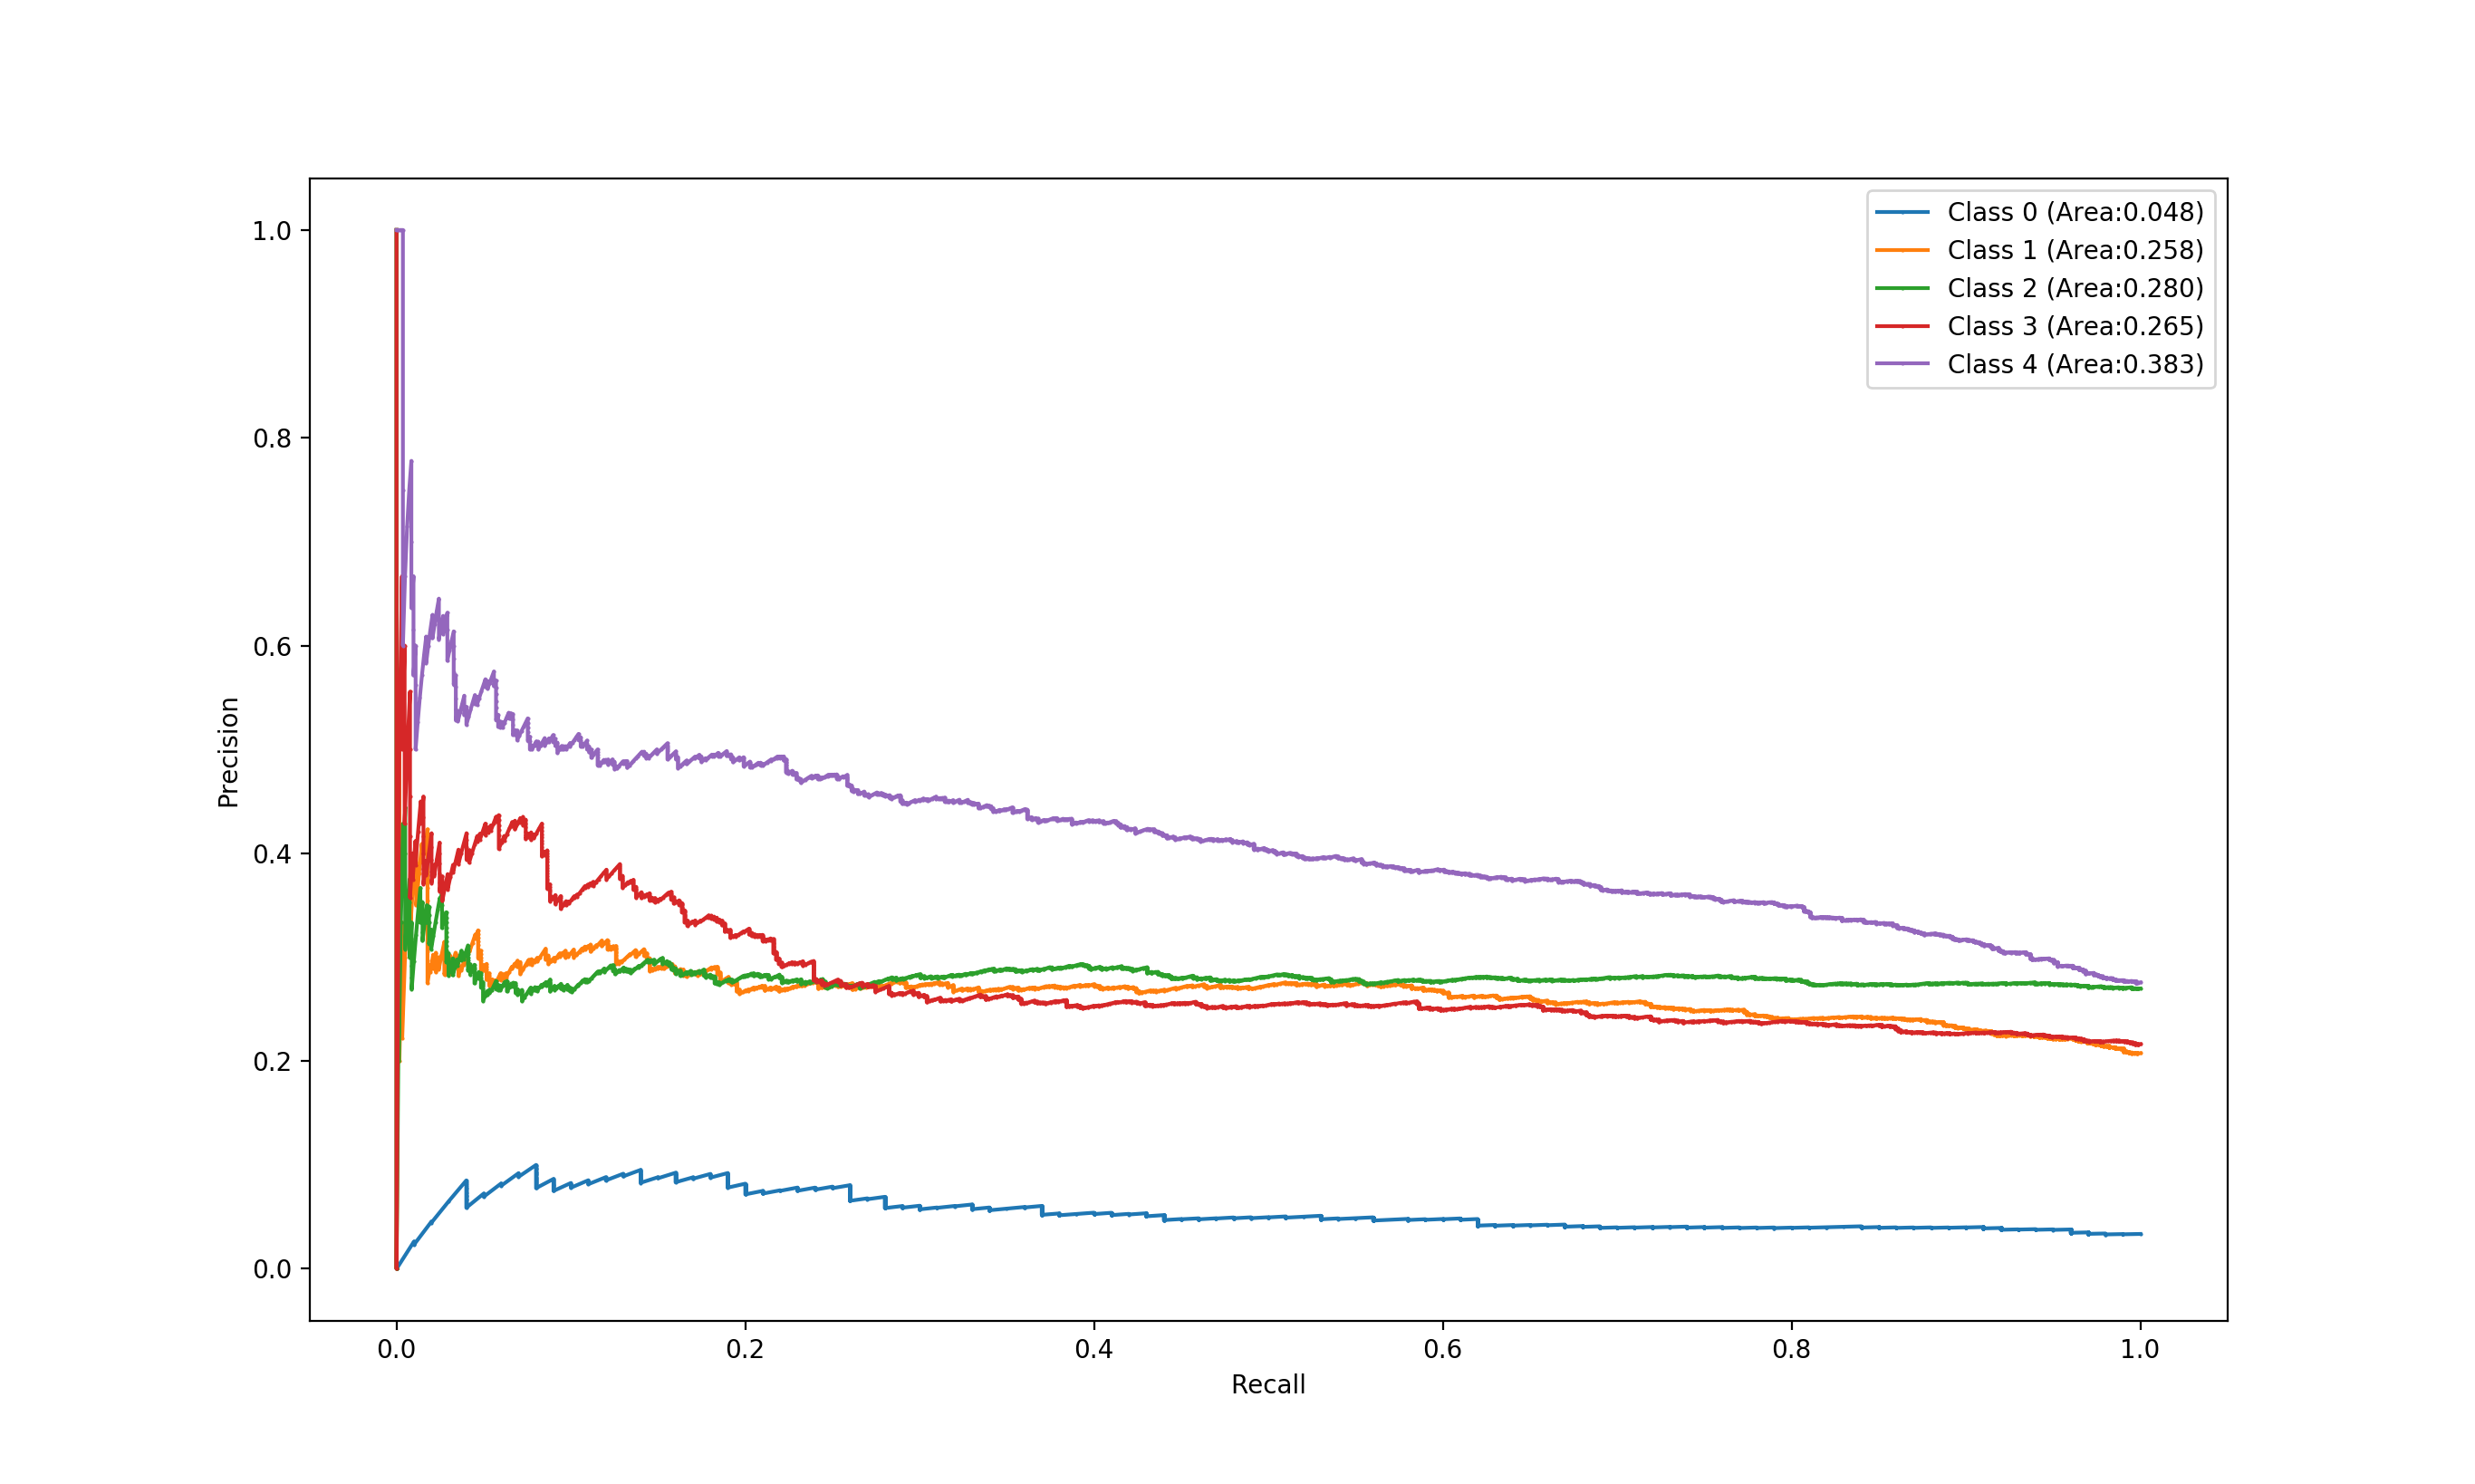 Class 0 (Area:0.048)
Class 1 (Area:0.258)
Class 2 (Area:0.280)
Class 3 (Area:0.265)
Class 4 (Area:0.383)
1.0
0.8
0.6
0.4
0.2
0.0
Precision
0.0 0.2 0.4 0.6 0.8 1.0
Recall